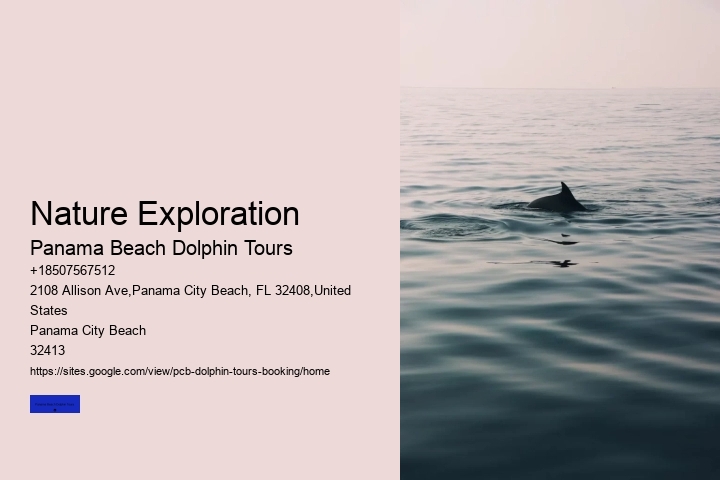 Nature Exploration
Panama Beach Dolphin Tours
+18507567512
2108 Allison Ave,Panama City Beach, FL 32408,United
States
Panama City Beach
32413
https://sites.google.com/view/pcb-dolphin-tours-booking/home